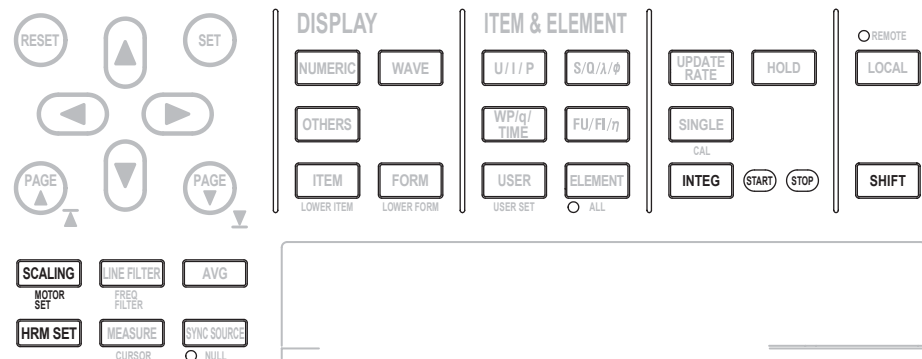 RESET
SET
PAGE
PAGE
DISPLAY
NUMERIC
WAVE
OTHERS
ITEM
FORM
LOWER ITEM
LOWER FORM
ITEM & ELEMENT
U/I/P
S/Q/λ/ø
WP/q/
TIME
FU/FI/η
USER
ELEMENT
USER SET
ALL
UPDATE
RATE
HOLD
SINGLE
CAL
INTEG
START
STOP
REMOTE
LOCAL
SHIFT
SCALING
LINE FILTER
AVG
MOTOR
SET
FREQ
FILTER
HRM SET
MEASURE
SYNC SOURCE
CURSOR
NULL